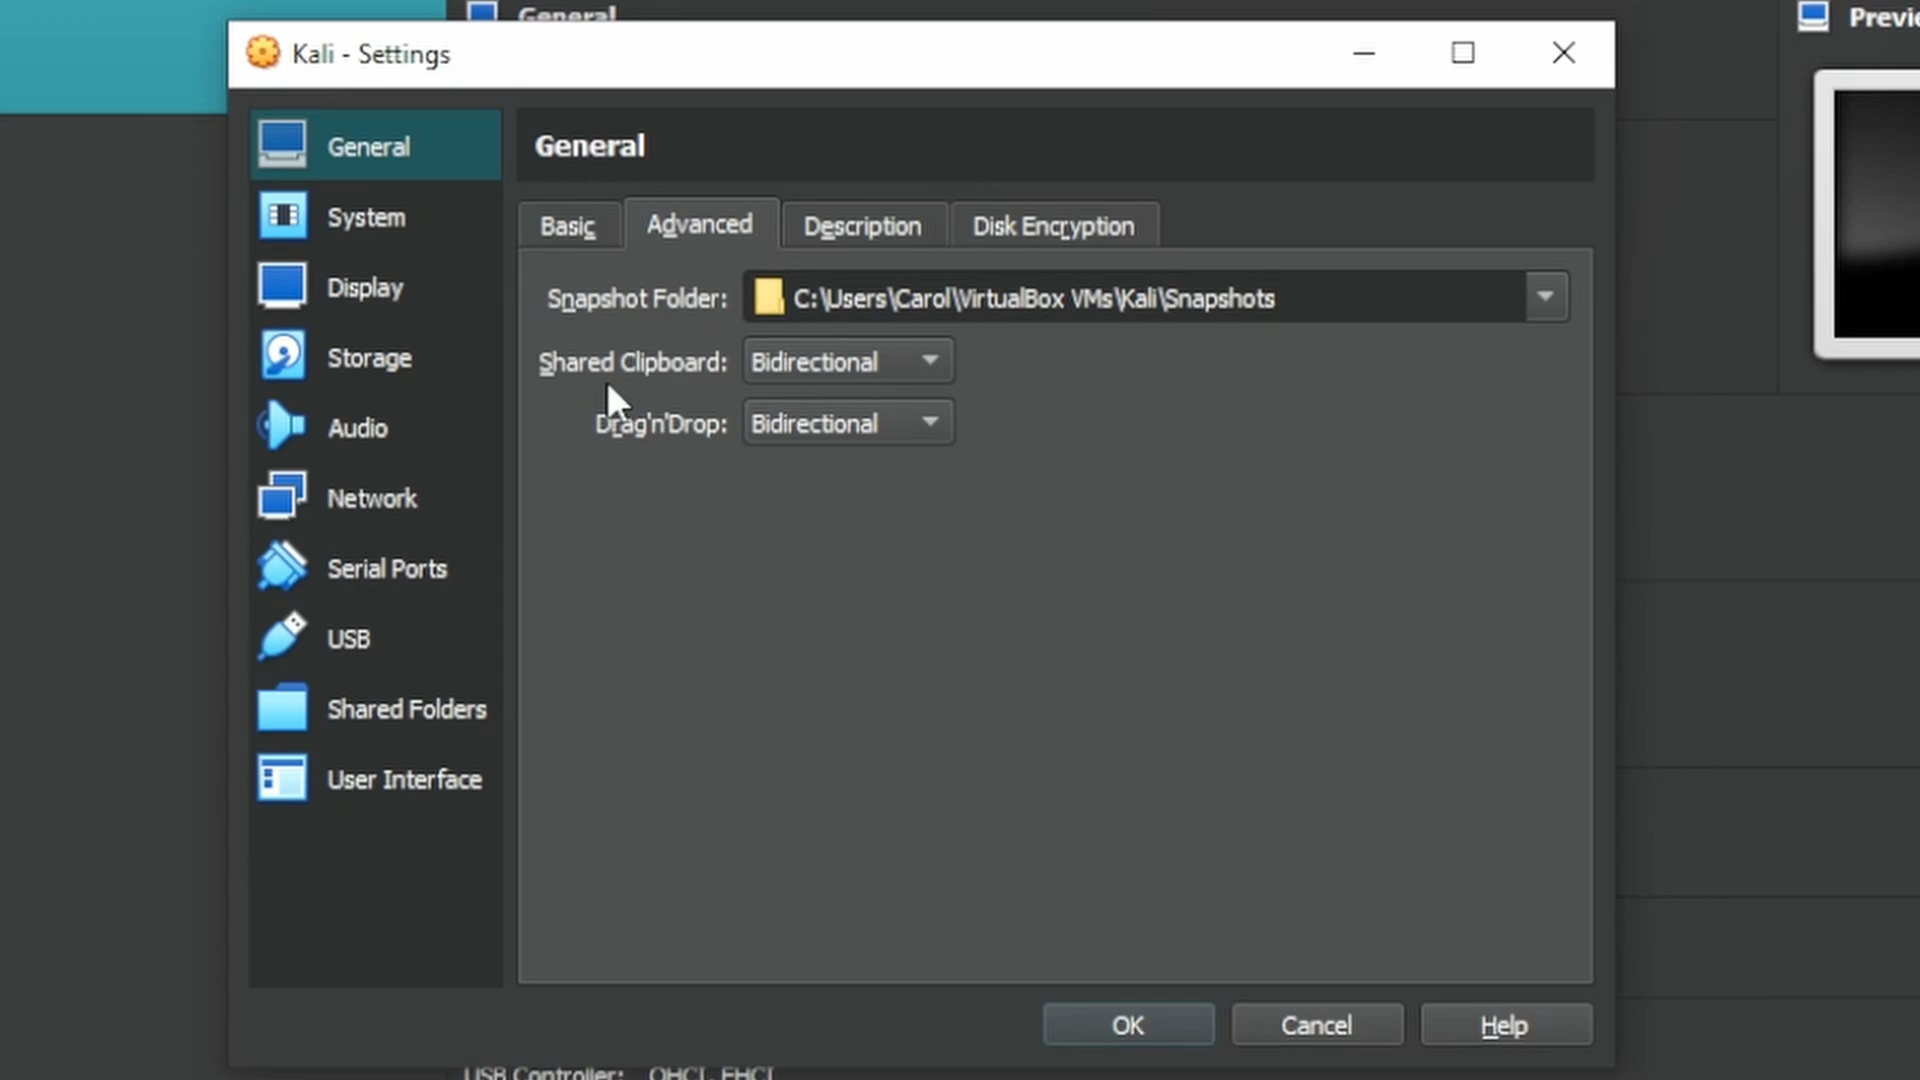 General
Previe
Kali - Settings
General
System
Display
Storage
Audio
Network
Serial Ports
USB
Shared Folders
User Interface
General
Basic
Advanced
Description
Disk Encryption
Snapshot Folder: C:\Users\Carol\VirtualBox VMs\Kali\Snapshots
Shared Clipboard: Bidirectional
Drag'n'Drop: Bidirectional
OK
Cancel
Help
USB Controller: OHCI, EHCI